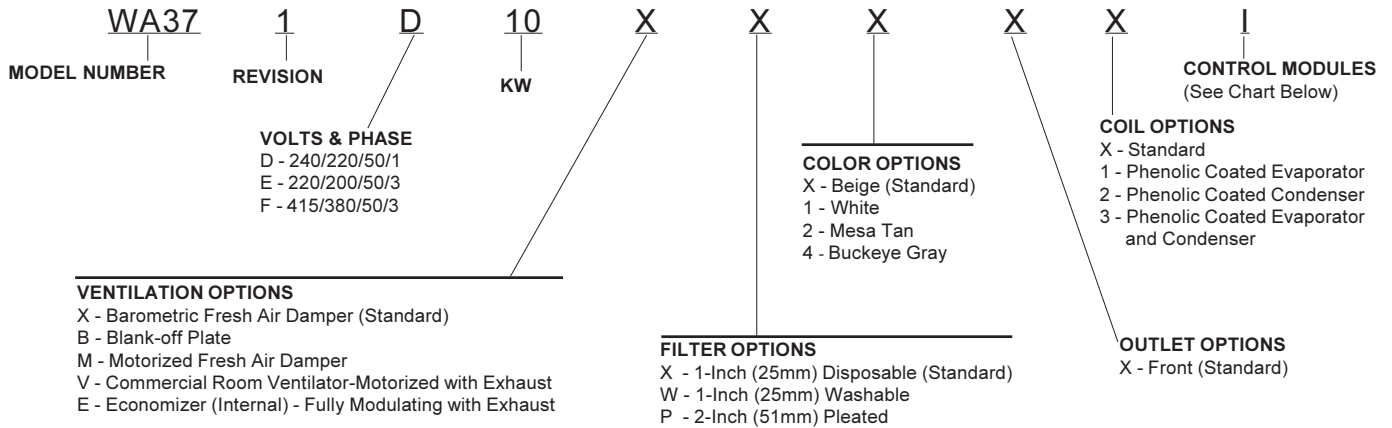 WA37 1 D 10 X X X X X I
MODEL NUMBER
REVISION
KW
CONTROL MODULES
(See Chart Below)
VOLTS & PHASE
D - 240/220/50/1
E - 220/200/50/3
F - 415/380/50/3
COLOR OPTIONS
X - Beige (Standard)
1 - White
2 - Mesa Tan
4 - Buckeye Gray
COIL OPTIONS
X - Standard
1 - Phenolic Coated Evaporator
2 - Phenolic Coated Condenser
3 - Phenolic Coated Evaporator
and Condenser
VENTILATION OPTIONS
X - Barometric Fresh Air Damper (Standard)
B - Blank-off Plate
M - Motorized Fresh Air Damper
V - Commercial Room Ventilator-Motorized with Exhaust
E - Economizer (Internal) - Fully Modulating with Exhaust
FILTER OPTIONS
X - 1-Inch (25mm) Disposable (Standard)
W - 1-Inch (25mm) Washable
P - 2-Inch (51mm) Pleated
OUTLET OPTIONS
X - Front (Standard)